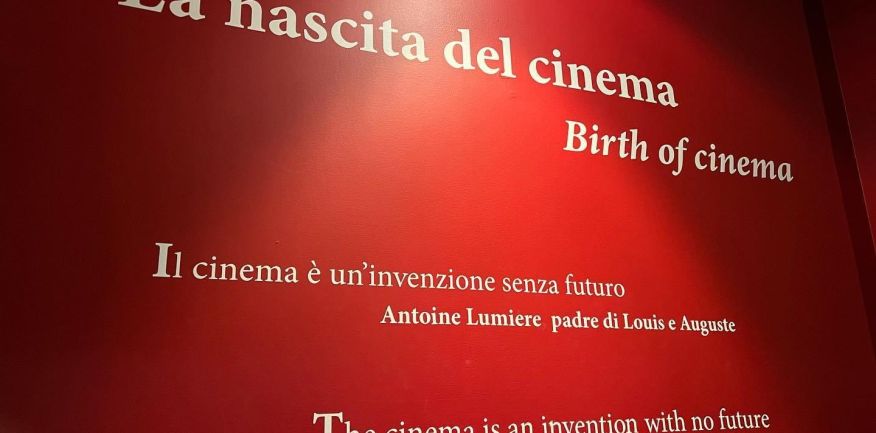 La nascita del cinema
Birth of cinema
Il cinema è un'invenzione senza futuro
Antoine Lumiere padre di Louis e Auguste
The cinema is an invention with no future